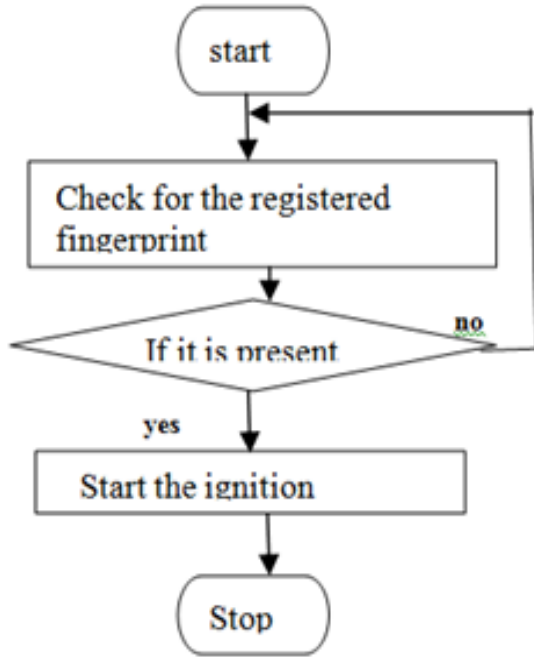 start
Check for the registered
fingerprint
no
If it is present
yes
Start the ignition
Stop